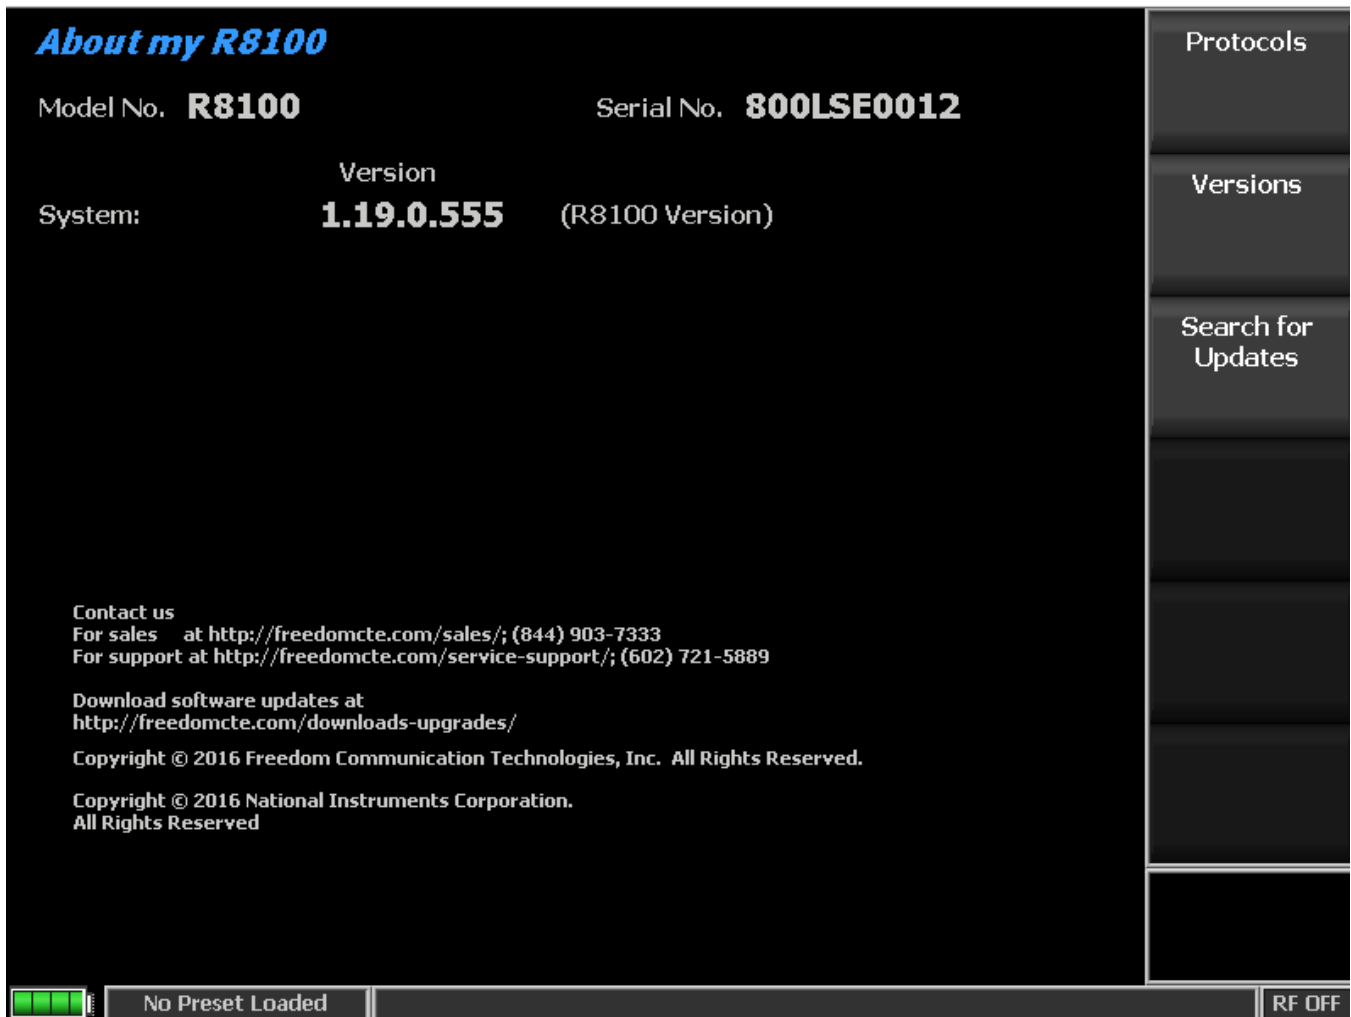 About my R8100
Model No. R8100 Serial No. 800LSE0012
Version
System: 1.19.0.555 (R8100 Version)
Contact us
For sales at http://freedomcte.com/sales/; (844) 903-7333
For support at http://freedomcte.com/service-support/; (602) 721-5889
Download software updates at
http://freedomcte.com/downloads-upgrades/
Copyright © 2016 Freedom Communication Technologies, Inc. All Rights Reserved.
Copyright © 2016 National Instruments Corporation.
All Rights Reserved
Protocols
Versions
Search for
Updates
No Preset Loaded
RF OFF